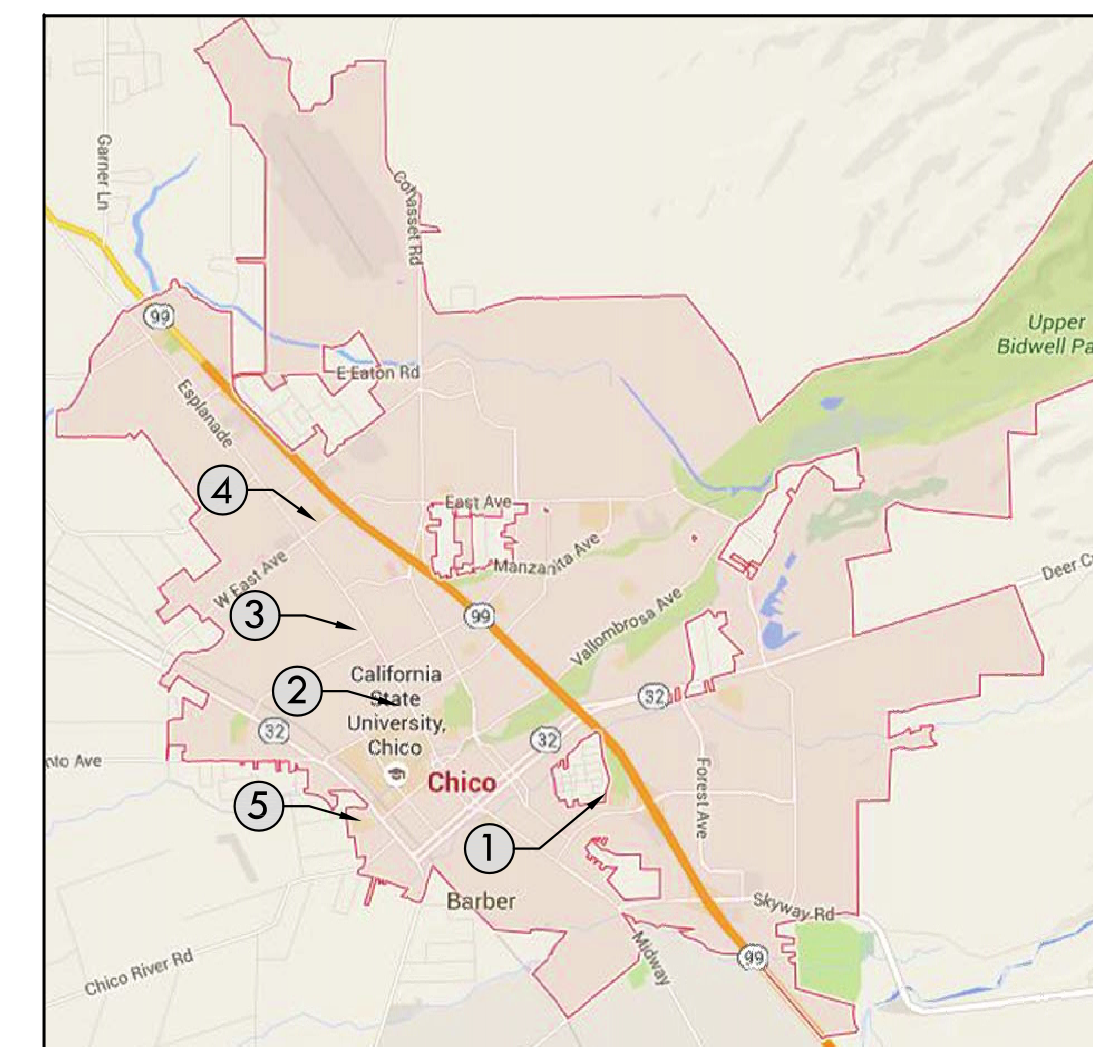 Garner Ln
Cohasset Rd
99
Upper
Bidwell Pa
E Eaton Rd
Esplanade
4
East Ave
Manzanita Ave
W East Ave
Deer C
3
99
Vallombrosa Ave
California
State
University,
Chico
2
32
32
32
nto Ave
Chico
5
Forest Ave
1
Barber
Skyway Rd
Midway
99
Chico River Rd